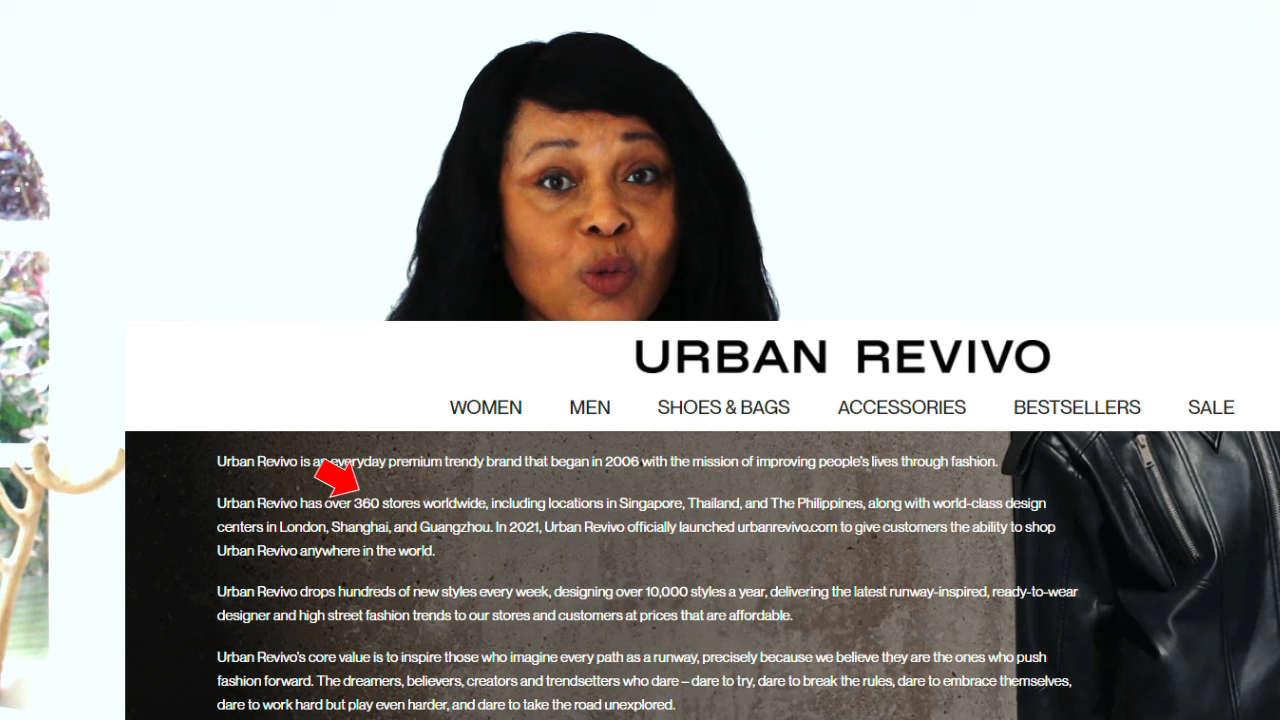 URBAN REVIVO
WOMEN MEN SHOES & BAGS ACCESSORIES BESTSELLERS SALE
Urban Revivo is an everyday premium trendy brand that began in 2006 with the mission of improving people's lives through fashion.
Urban Revivo has over 360 stores worldwide, including locations in Singapore, Thailand, and The Philippines, along with world-class design
centers in London, Shanghai, and Guangzhou. In 2021, Urban Revivo officially launched urbanrevivo.com to give customers the ability to shop
Urban Revivo anywhere in the world.
Urban Revivo drops hundreds of new styles every week, designing over 10,000 styles a year, delivering the latest runway-inspired, ready-to-wear
designer and high street fashion trends to our stores and customers at prices that are affordable.
Urban Revivo's core value is to inspire those who imagine every path as a runway, precisely because we believe they are the ones who push
fashion forward. The dreamers, believers, creators and trendsetters who dare – dare to try, dare to break the rules, dare to embrace themselves,
dare to work hard but play even harder, and dare to take the road unexplored.